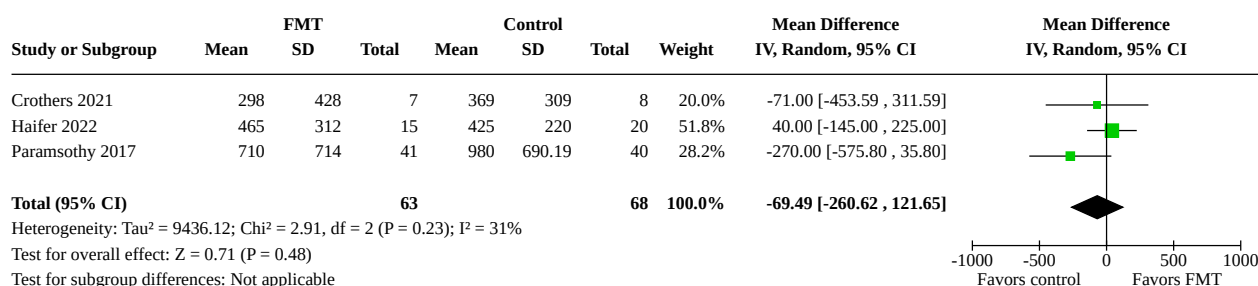 FMT Control Mean Difference Mean Difference
Study or Subgroup Mean SD Total Mean SD Total Weight IV, Random, 95% CI IV, Random, 95% CI
Crothers 2021 298 428 7 369 309 8 20.0% -71.00 [-453.59 , 311.59]
Haifer 2022 465 312 15 425 220 20 51.8% 40.00 [-145.00 , 225.00]
Paramsothy 2017 710 714 41 980 690.19 40 28.2% -270.00 [-575.80 , 35.80]
Total (95% CI) 63 68 100.0% -69.49 [-260.62 , 121.65]
Heterogeneity: Tau² = 9436.12; Chi² = 2.91, df = 2 (P = 0.23); I² = 31%
Test for overall effect: Z = 0.71 (P = 0.48)
-1000 -500 0 500 1000
Test for subgroup differences: Not applicable
Favors control Favors FMT